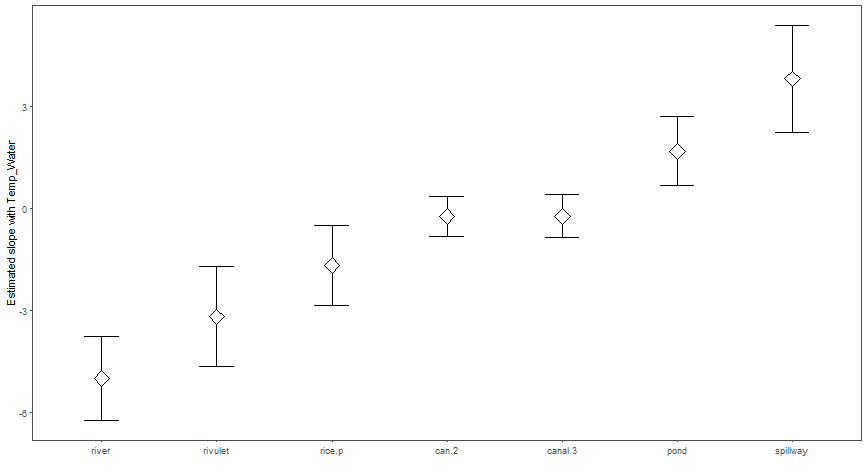 Estimated slope with Temp_Water
3
0
-3
-6
river rivulet rice.p can.2 canal.3 pond spillway